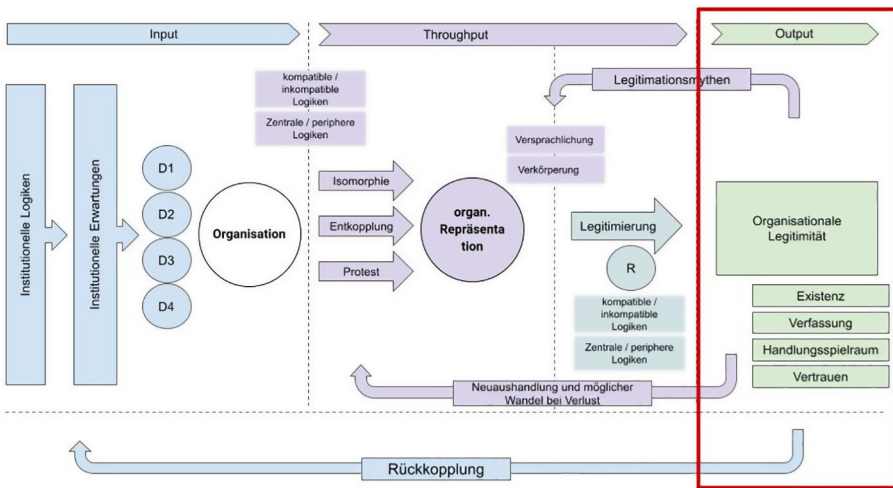 Input
Throughput
Output
Institutionelle Logiken
Institutionelle Erwartungen
D1
D2
D3
D4
Organisation
kompatible /
inkompatible
Logiken
Zentrale / periphere
Logiken
Isomorphie
Entkopplung
Protest
organ.
Repräsenta
tion
Legitimationsmythen
Versprachlichung
Verkörperung
Legitimierung
R
kompatible /
inkompatible
Logiken
Zentrale / periphere
Logiken
Organisationale
Legitimität
Existenz
Verfassung
Handlungsspielraum
Vertrauen
Neuaushandlung und möglicher
Wandel bei Verlust
Rückkopplung